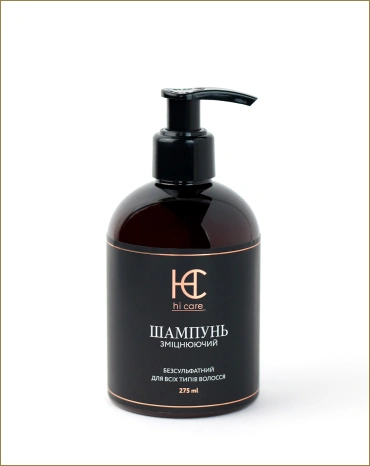 HC
hi care
ШАМПУНЬ
ЗМІЦНЮЮЧИЙ
БЕЗСУЛЬФАТНИЙ
ДЛЯ ВСІХ ТИПІВ ВОЛОССЯ
275 ml